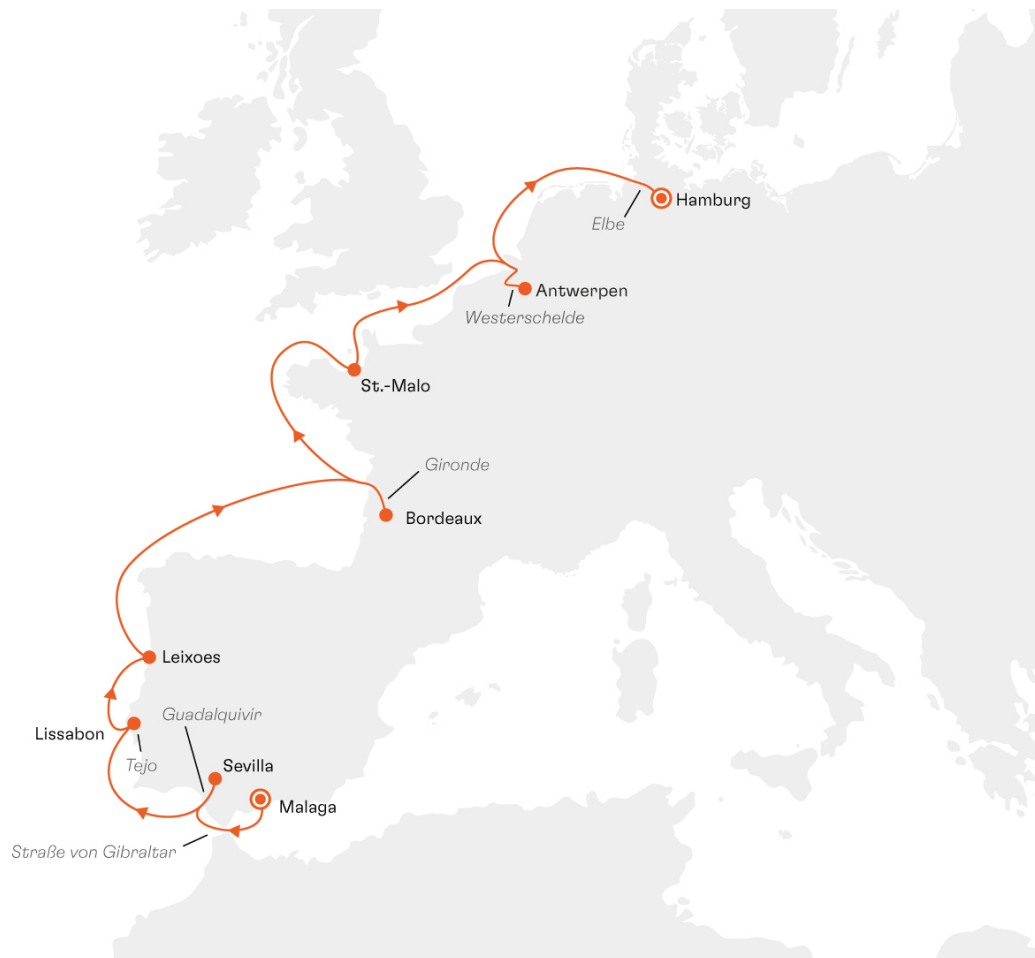 Hamburg
Elbe
Antwerpen
Westerschelde
St.-Malo
Gironde
Bordeaux
Leixoes
Guadalquivir
Lissabon
Tejo
Sevilla
Malaga
Straße von Gibraltar